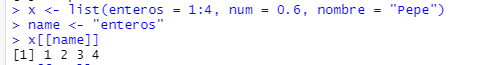 > x <- list(enteros = 1:4, num = 0.6, nombre = "Pepe")
> name <- "enteros"
> x[[name]]
[1] 1 2 3 4